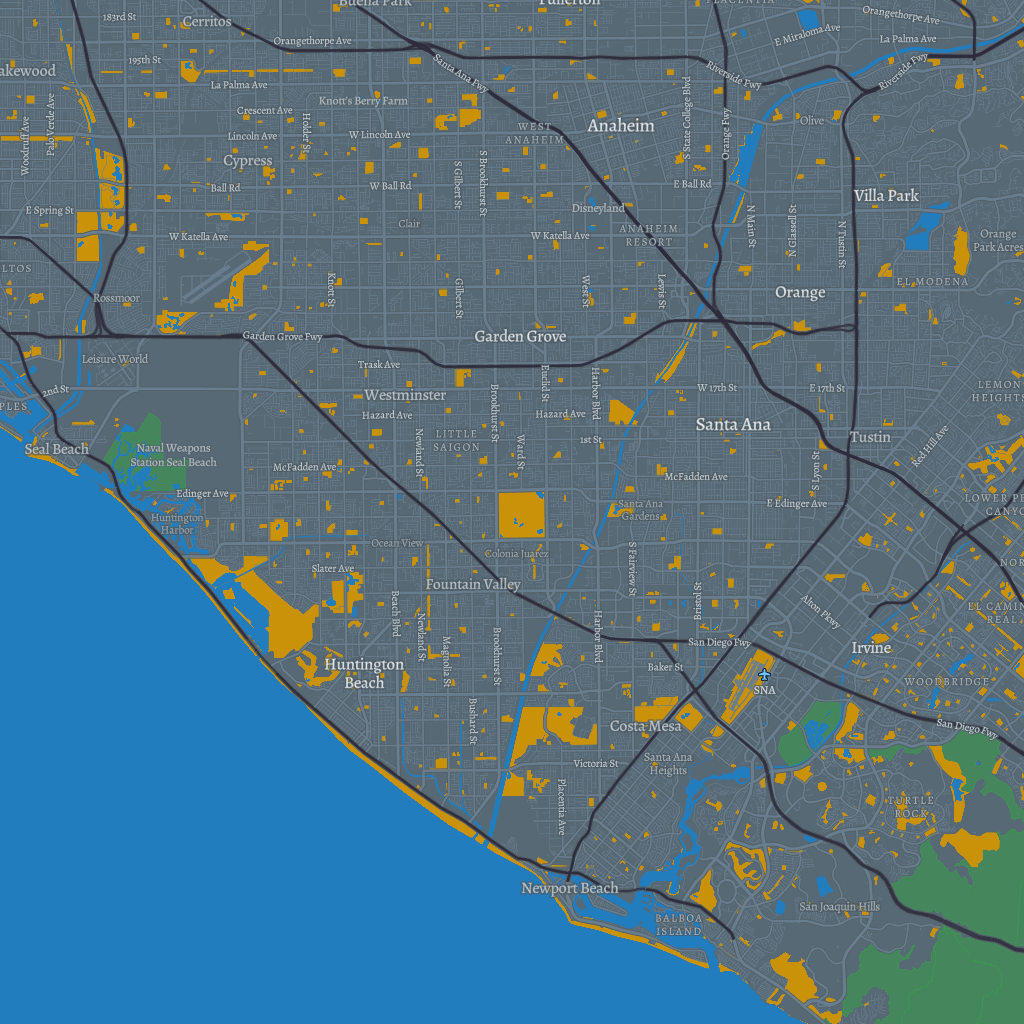 Buena Park
Fullerton
PLACENTIA
183rd St
Cerritos
Orangethorpe Ave
Orangethorpe Ave
E Miraloma Ave
La Palma Ave
195th St
akewood
Santa Ana Fwy
Riverside Fwy
Riverside Fwy
La Palma Ave
Crescent Ave
Knott's Berry Farm
Woodruff Ave
Palo Verde Ave
Holder St
Lincoln Ave
W Lincoln Ave
WEST
ANAHEIM
Anaheim
S State College Blvd
Orange Fwy
Olive
Cypress
Ball Rd
W Ball Rd
S Gilbert St
S Brookhurst St
E Ball Rd
Villa Park
E Spring St
Clair
Disneyland
W Katella Ave
W Katella Ave
ANAHEIM
RESORT
N Main St
N Glassell St
N Tustin St
Orange
Park Acres
LTOS
EL MODENA
Rossmoor
Knott St
Gilbert St
West St
Lewis St
Orange
Garden Grove Fwy
Garden Grove
Leisure World
Trask Ave
2nd St
PLES
Westminster
Euclid St
Harbor Blvd
W 17th St
E 17th St
LEMON
HEIGHTS
Hazard Ave
Brookhurst St
Hazard Ave
Santa Ana
Seal Beach
Naval Weapons
Station Seal Beach
Newland St
LITTLE
SAIGON
Ward St
1st St
Tustin
Red Hill Ave
McFadden Ave
McFadden Ave
S Lyon St
Edinger Ave
E Edinger Ave
LOWER PE
CANYO
Huntington
Harbor
Santa Ana
Gardens
Ocean View
Colonia Juarez
Slater Ave
Fountain Valley
S Fairview St
NOR
Beach Blvd
Newland St
Magnolia St
Brookhurst St
Harbor Blvd
Bristol St
Alton Pkwy
EL CAMIN
REAL
San Diego Fwy
Irvine
Huntington
Beach
Baker St
SNA
WOODBRIDGE
Bushard St
Costa Mesa
San Diego Fwy
Santa Ana
Heights
Victoria St
Placentia Ave
TURTLE
ROCK
Newport Beach
San Joaquin Hills
BALBOA
ISLAND